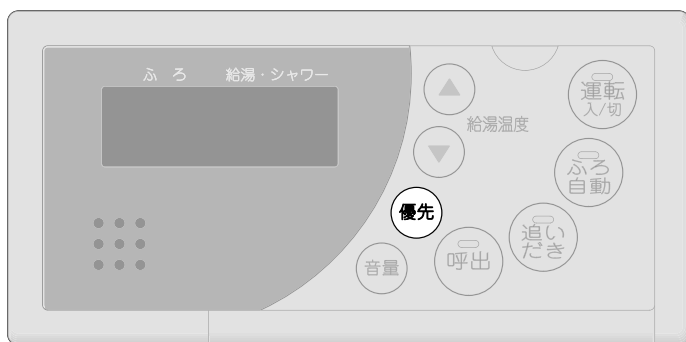 ふろ 給湯・シャワー
▲
給湯温度
▼
運転
入/切
ふろ
自動
優先
追い
だき
呼出
音量